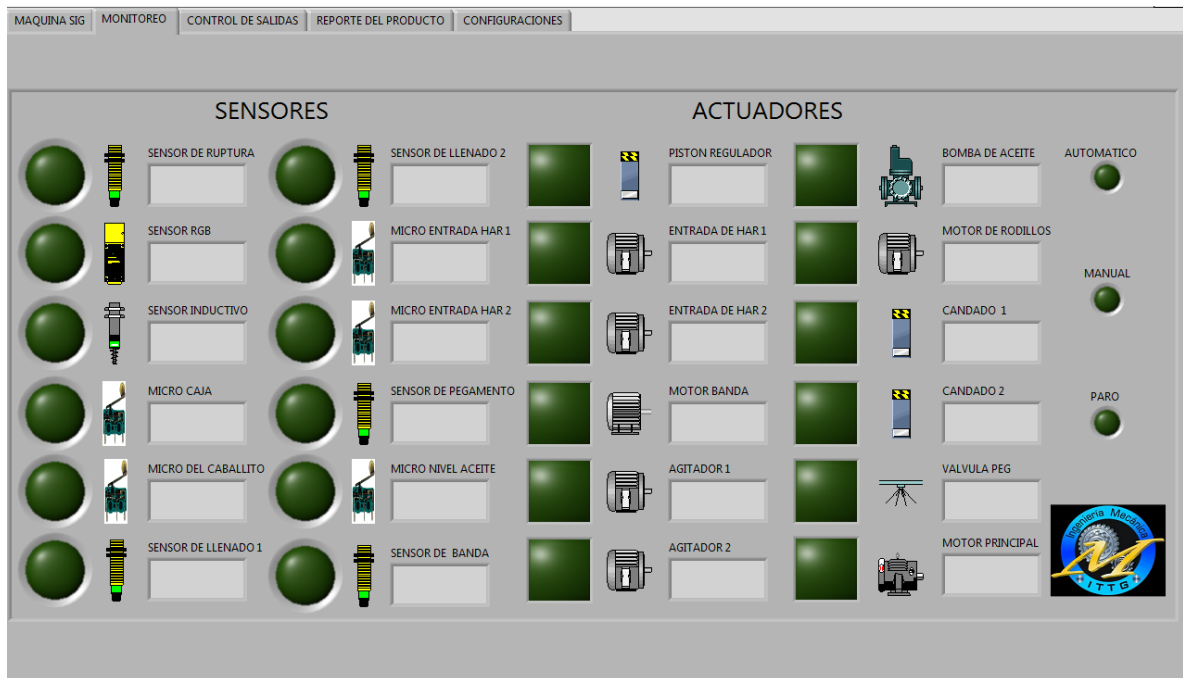 MAQUINA SIG
MONITOREO
CONTROL DE SALIDAS
REPORTE DEL PRODUCTO
CONFIGURACIONES
SENSORES
ACTUADORES
SENSOR DE RUPTURA
SENSOR DE LLENADO 2
PISTON REGULADOR
BOMBA DE ACEITE
AUTOMATICO
SENSOR RGB
MICRO ENTRADA HAR 1
ENTRADA DE HAR 1
MOTOR DE RODILLOS
MANUAL
SENSOR INDUCTIVO
MICRO ENTRADA HAR 2
ENTRADA DE HAR 2
CANDADO 1
MICRO CAJA
SENSOR DE PEGAMENTO
MOTOR BANDA
CANDADO 2
PARO
MICRO DEL CABALLITO
MICRO NIVEL ACEITE
AGITADOR 1
VALVULA PEG
SENSOR DE LLENADO 1
SENSOR DE BANDA
AGITADOR 2
MOTOR PRINCIPAL
Ingeniería Mecánica
M
ITTG